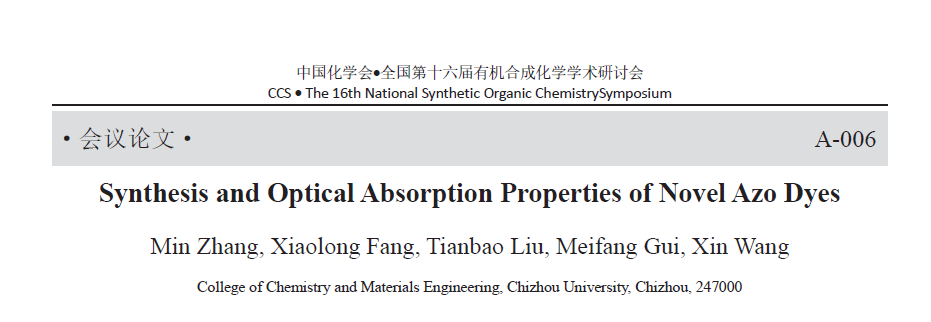 中国化学会•全国第十六届有机合成化学学术研讨会
CCS • The 16th National Synthetic Organic ChemistrySymposium
·会议论文·
A-006
Synthesis and Optical Absorption Properties of Novel Azo Dyes
Min Zhang, Xiaolong Fang, Tianbao Liu, Meifang Gui, Xin Wang
College of Chemistry and Materials Engineering, Chizhou University, Chizhou, 247000